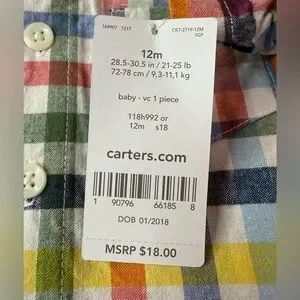 164907 1217
CKT-2719-12M
IGP
12m
28.5-30.5 in / 21-25 lb
72-78 cm / 9,3-11,1 kg
baby - vc 1 piece
118h992 or
12m s18
carters.com
1 90796 66185 8
DOB 01/2018
MSRP $18.00